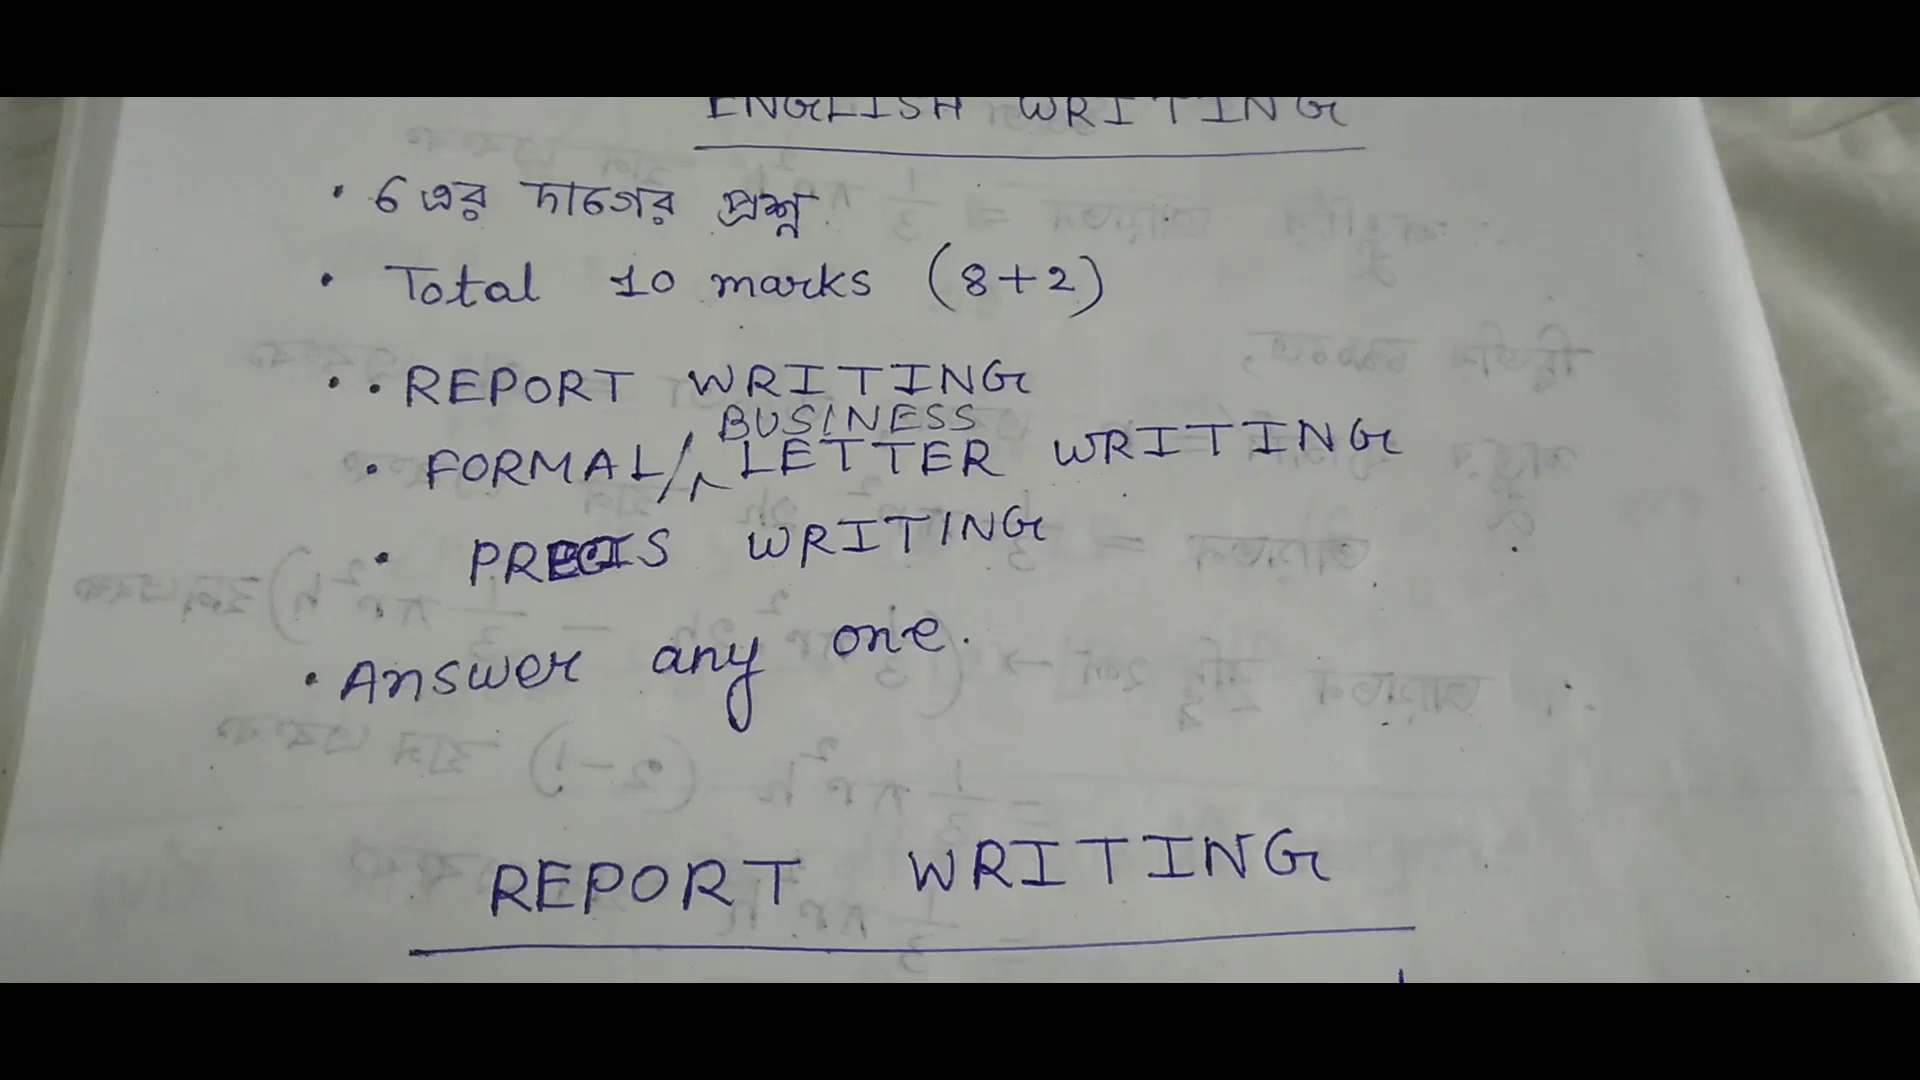 ENGLISH WRITING
• 6 এর দাগের প্রশ্ন.
• Total 10 marks (8+2)
• • REPORT WRITING
BUSINESS
• FORMAL/ LETTER WRITING
• PRECIS WRITING
• Answer any one.
REPORT WRITING